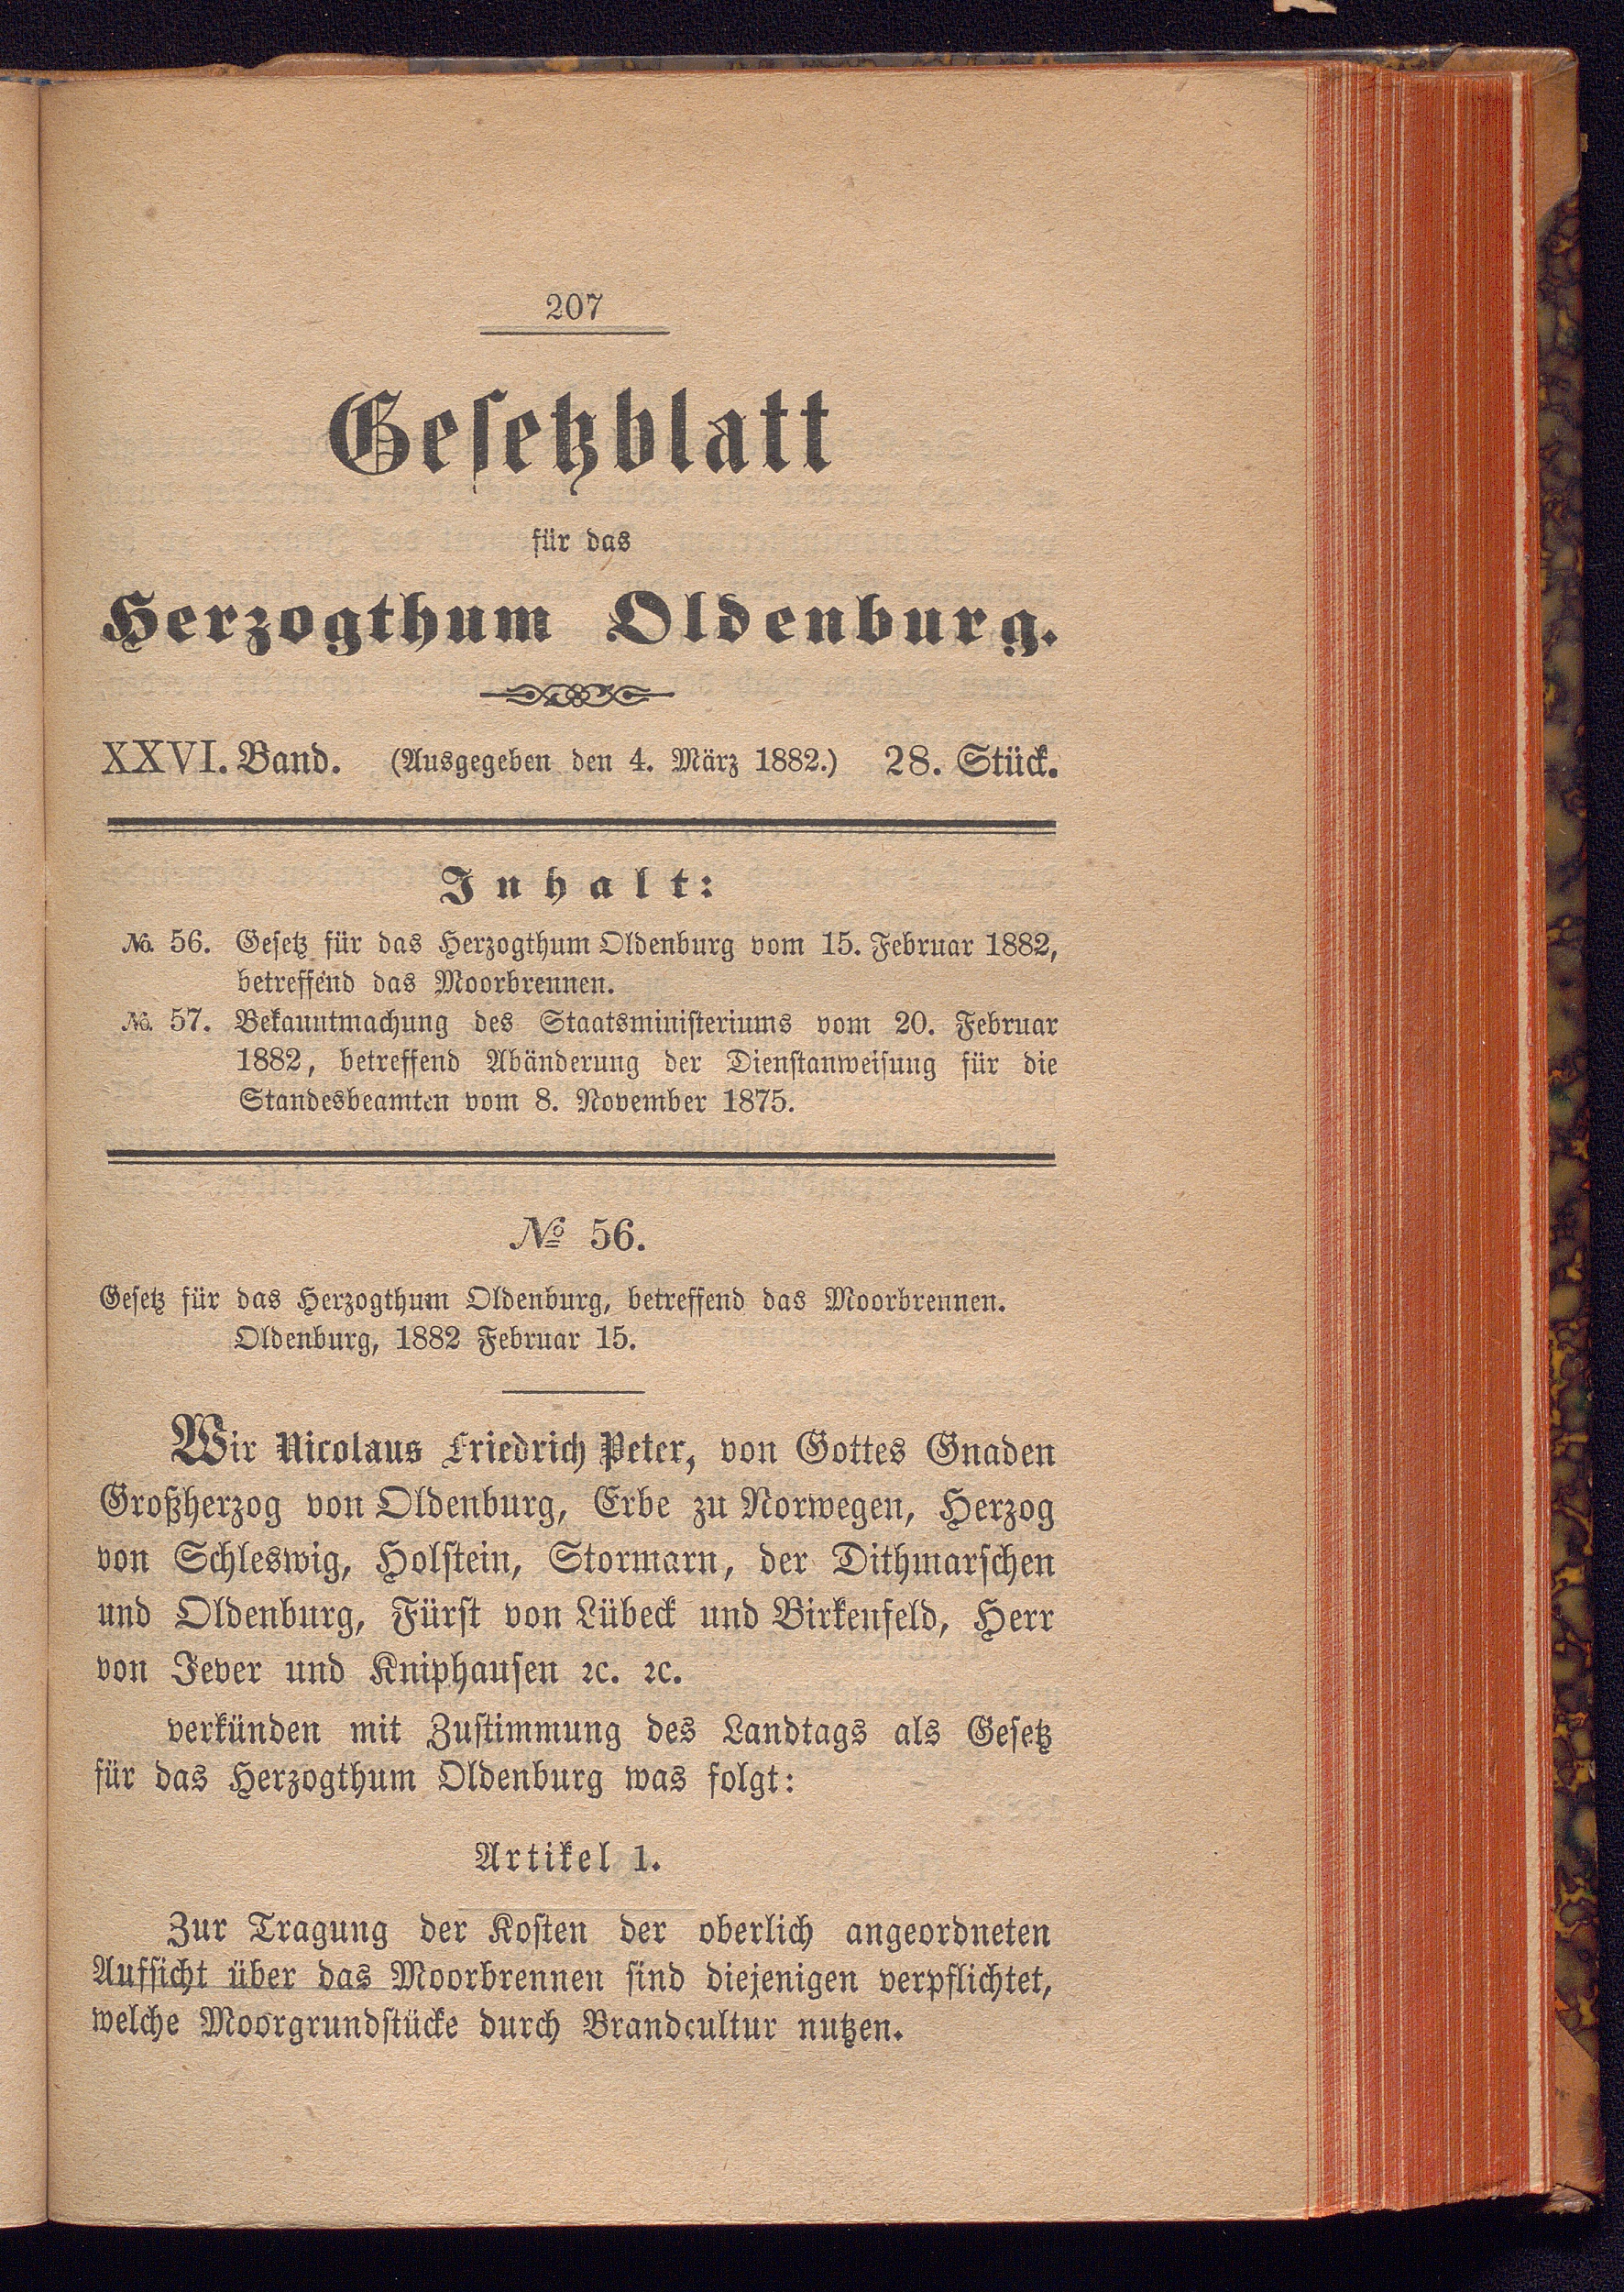 207
Gesetzblatt
für das
Herzogthum Oldenburg.
XXVI. Band. (Ausgegeben den 4. März 1882.) 28. Stück.
Inhalt:
№. 56. Gesetz für das Herzogthum Oldenburg vom 15. Februar 1882,
betreffend das Moorbrennen.
№. 57. Bekanntmachung des Staatsministeriums vom 20. Februar
1882, betreffend Abänderung der Dienstanweisung für die
Standesbeamten vom 8. November 1875.
№ 56.
Gesetz für das Herzogthum Oldenburg, betreffend das Moorbrennen.
Oldenburg, 1882 Februar 15.
Wir Nicolaus Friedrich Peter, von Gottes Gnaden
Großherzog von Oldenburg, Erbe zu Norwegen, Herzog
von Schleswig, Holstein, Stormarn, der Dithmarschen
und Oldenburg, Fürst von Lübeck und Birkenfeld, Herr
von Jever und Kniphausen ꝛc. ꝛc.
verkünden mit Zustimmung des Landtags als Gesetz
für das Herzogthum Oldenburg was folgt:
Artikel 1.
Zur Tragung der Kosten der oberlich angeordneten
Aufsicht über das Moorbrennen sind diejenigen verpflichtet,
welche Moorgrundstücke durch Brandcultur nutzen.